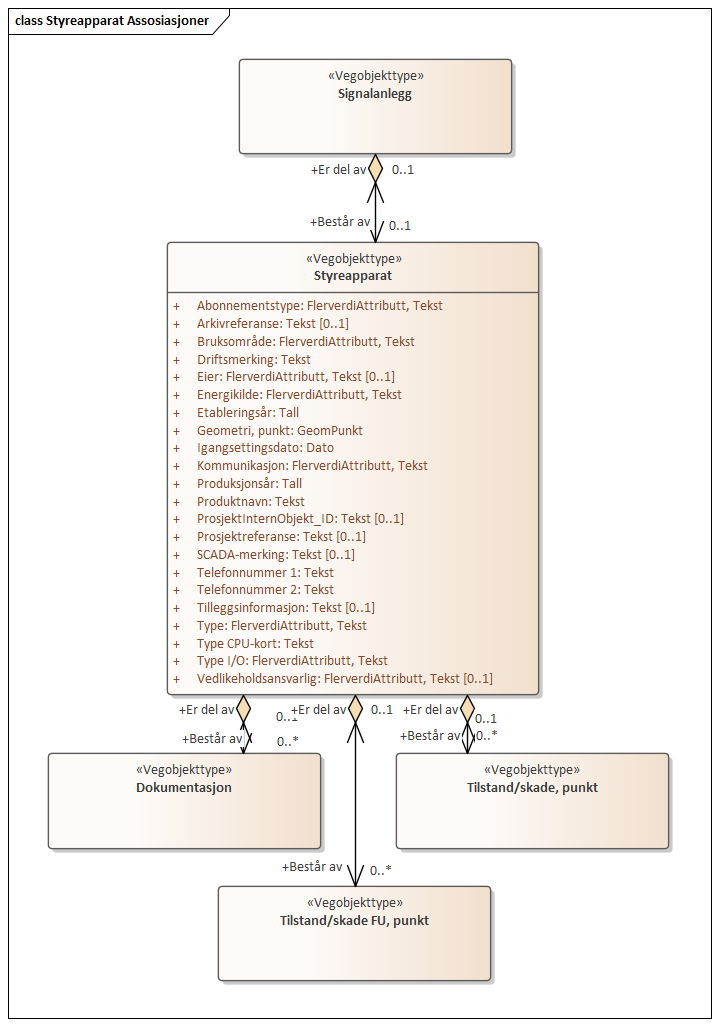 class Styreapparat Assosiasjoner
«Vegobjekttype»
Signalanlegg
+Er del av 0..1
+Består av 0..1
«Vegobjekttype»
Styreapparat
+ Abonnementstype: FlerverdiAttributt, Tekst
+ Arkivreferanse: Tekst [0..1]
+ Bruksområde: FlerverdiAttributt, Tekst
+ Driftsmerking: Tekst
+ Eier: FlerverdiAttributt, Tekst [0..1]
+ Energikilde: FlerverdiAttributt, Tekst
+ Etableringsår: Tall
+ Geometri, punkt: GeomPunkt
+ Igangsettingsdato: Dato
+ Kommunikasjon: FlerverdiAttributt, Tekst
+ Produksjonsår: Tall
+ Produktnavn: Tekst
+ ProsjektInternObjekt_ID: Tekst [0..1]
+ Prosjektreferanse: Tekst [0..1]
+ SCADA-merking: Tekst [0..1]
+ Telefonnummer 1: Tekst
+ Telefonnummer 2: Tekst
+ Tilleggsinformasjon: Tekst [0..1]
+ Type: FlerverdiAttributt, Tekst
+ Type CPU-kort: Tekst
+ Type I/O: FlerverdiAttributt, Tekst
+ Vedlikeholdsansvarlig: FlerverdiAttributt, Tekst [0..1]
+Er del av 0..1 +Er del av 0..1 +Er del av 0..1
+Består av 0..* +Består av 0..*
«Vegobjekttype»
Dokumentasjon
«Vegobjekttype»
Tilstand/skade, punkt
+Består av 0..*
«Vegobjekttype»
Tilstand/skade FU, punkt